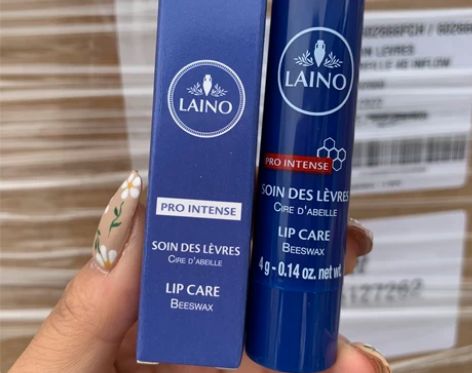 LAINO
PRO INTENSE
SOIN DES LÈVRES
CIRE D'ABEILLE
LIP CARE
BEESWAX
LAINO
PRO INTENSE
SOIN DES LÈVRES
CIRE D'ABEILLE
LIP CARE
BEESWAX
4 g - 0.14 oz. net wt.
127262